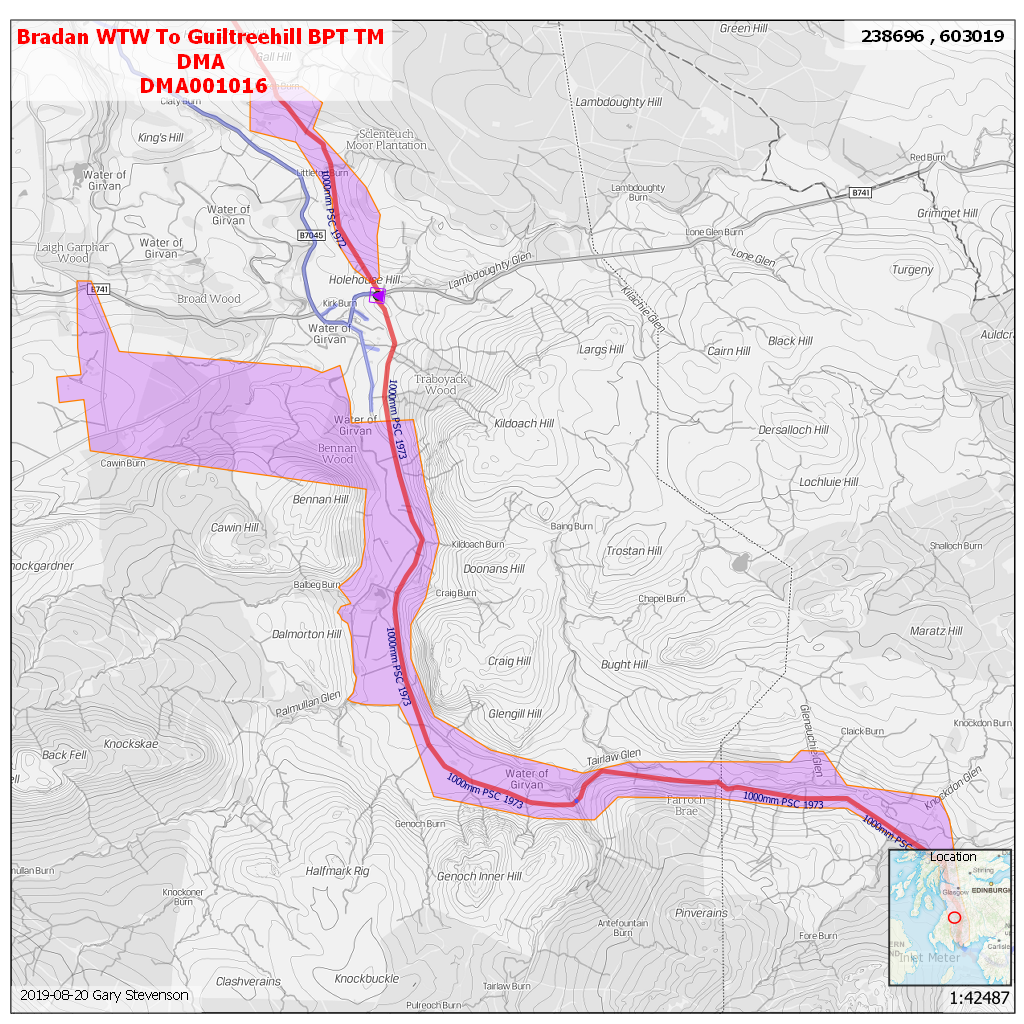 Bradan WTW To Guiltreehill BPT TM
DMA
DMA001016
238696 , 603019
Green Hill
Gall Hill
Lambdoughty Hill
King's Hill
Sclenteuch
Moor Plantation
Red Burn
Water of
Girvan
Littleton Burn
1000mm PSC 1972
Lambdoughty
Burn
B741
Water of
Girvan
Grimmet Hill
B7045
Lone Glen Burn
Laigh Garphar
Wood
Water of
Girvan
Lambdoughty Glen
Lone Glen
Turgeny
Holehouse Hill
B741
Broad Wood
Kirk Burn
Kilachie Glen
Water of
Girvan
Largs Hill
Cairn Hill
Black Hill
Traboyack
Wood
1000mm PSC 1973
Water of
Girvan
Kildoach Hill
Dersalloch Hill
Bennan
Wood
Cawin Burn
Bennan Hill
Lochluie Hill
Cawin Hill
Baing Burn
Kildoach Burn
Trostan Hill
Shalloch Burn
Doonans Hill
Balbeg Burn
Craig Burn
Chapel Burn
Dalmorton Hill
1000mm PSC 1973
Maratz Hill
Craig Hill
Bught Hill
Palmullan Glen
Glengill Hill
Glenauchie Glen
Knockdon Burn
Clack Burn
Knockskae
Back Fell
Tairlaw Glen
Water of
Girvan
1000mm PSC 1973
Knockdon Glen
1000mm PSC 1973
Farroch
Brae
Genoch Burn
1000mm PSC
Location
Halfmark Rig
Genoch Inner Hill
Stirling
Glasgow
EDINBURGH
Knockoner
Burn
Pinverains
Antefountain
Burn
Fore Burn
Carlisle
Inlet Meter
Clashverains
Knockbuckle
Tairlaw Burn
2019-08-20 Gary Stevenson
Pulreoch Burn
1:42487